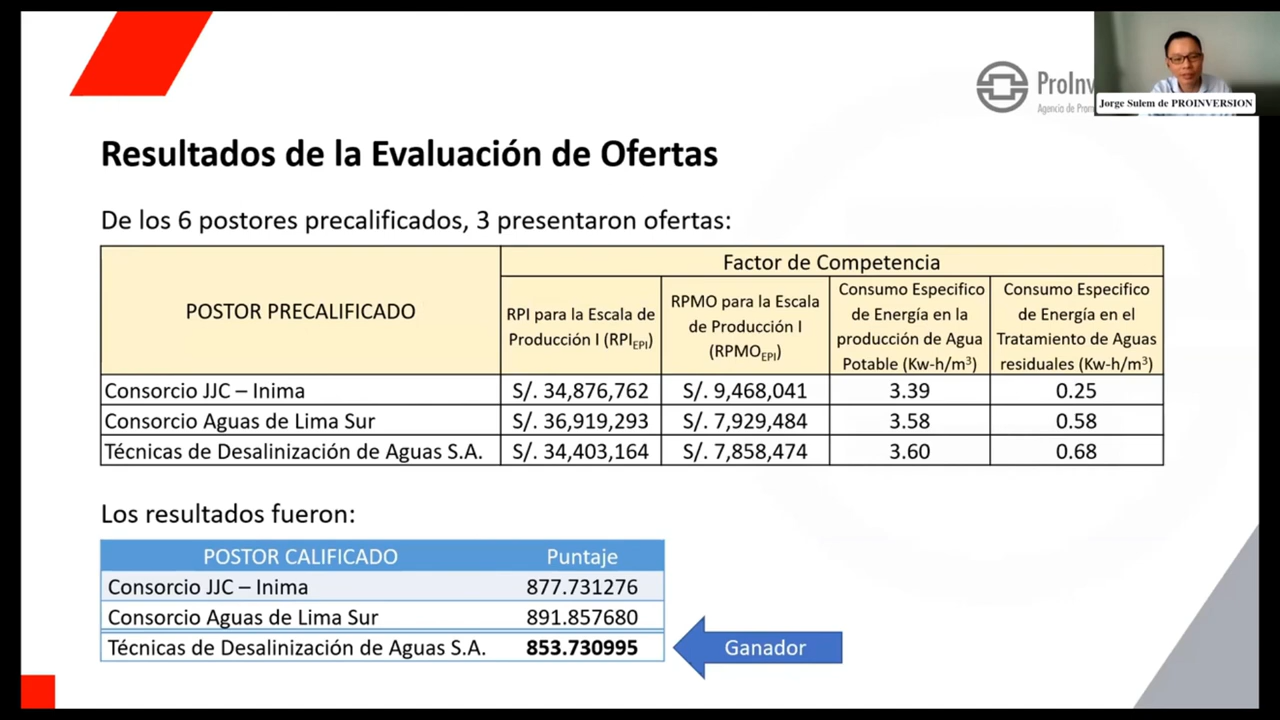 ProInv
Agencia de Prom
Jorge Sulem de PROINVERSION
Resultados de la Evaluación de Ofertas
De los 6 postores precalificados, 3 presentaron ofertas:
POSTOR PRECALIFICADO
Factor de Competencia
RPI para la Escala de
Producción I (RPI_EPI)
RPMO para la Escala
de Producción I
(RPMO_EPI)
Consumo Especifico
de Energía en la
producción de Agua
Potable (Kw-h/m³)
Consumo Especifico
de Energía en el
Tratamiento de Aguas
residuales (Kw-h/m³)
Consorcio JJC – Inima S/. 34,876,762 S/. 9,468,041 3.39 0.25
Consorcio Aguas de Lima Sur S/. 36,919,293 S/. 7,929,484 3.58 0.58
Técnicas de Desalinización de Aguas S.A. S/. 34,403,164 S/. 7,858,474 3.60 0.68
Los resultados fueron:
POSTOR CALIFICADO Puntaje
Consorcio JJC – Inima 877.731276
Consorcio Aguas de Lima Sur 891.857680
Técnicas de Desalinización de Aguas S.A. 853.730995
Ganador